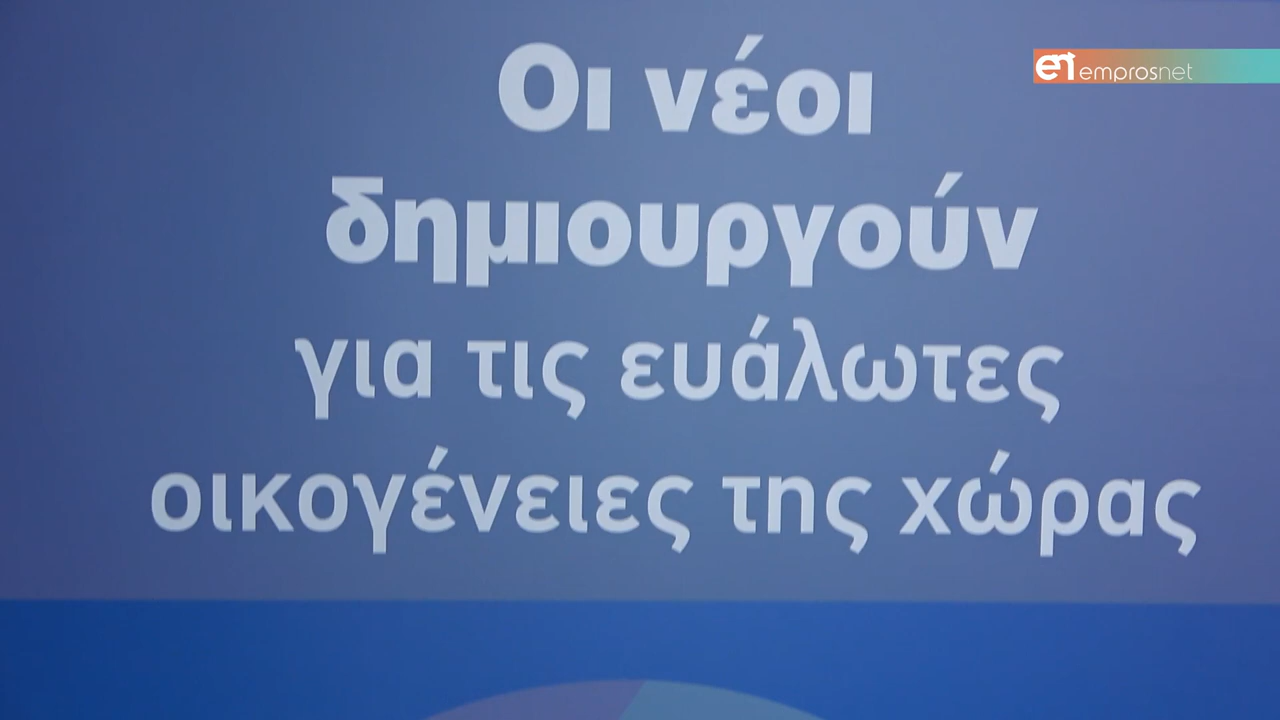 Οι νέοι
emprosnet
δημιουργούν
για τις ευάλωτες
οικογένειες της χώρας